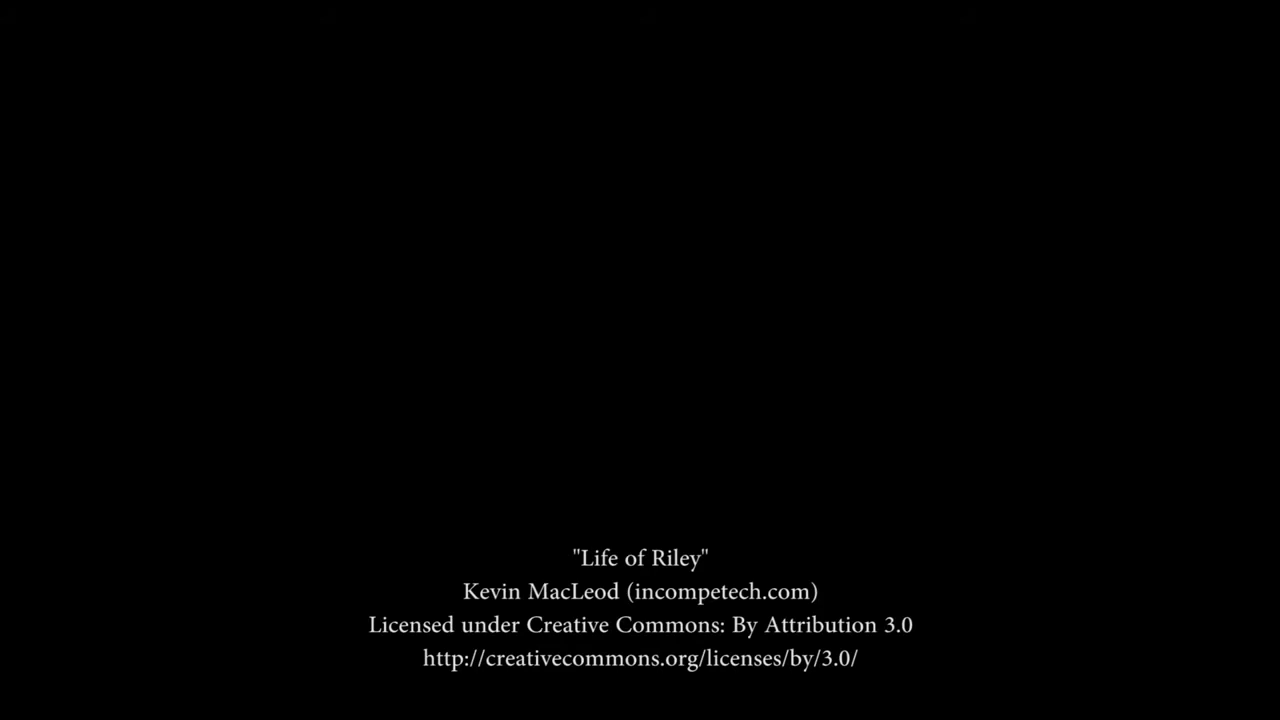 "Life of Riley"
Kevin MacLeod (incompetech.com)
Licensed under Creative Commons: By Attribution 3.0
http://creativecommons.org/licenses/by/3.0/